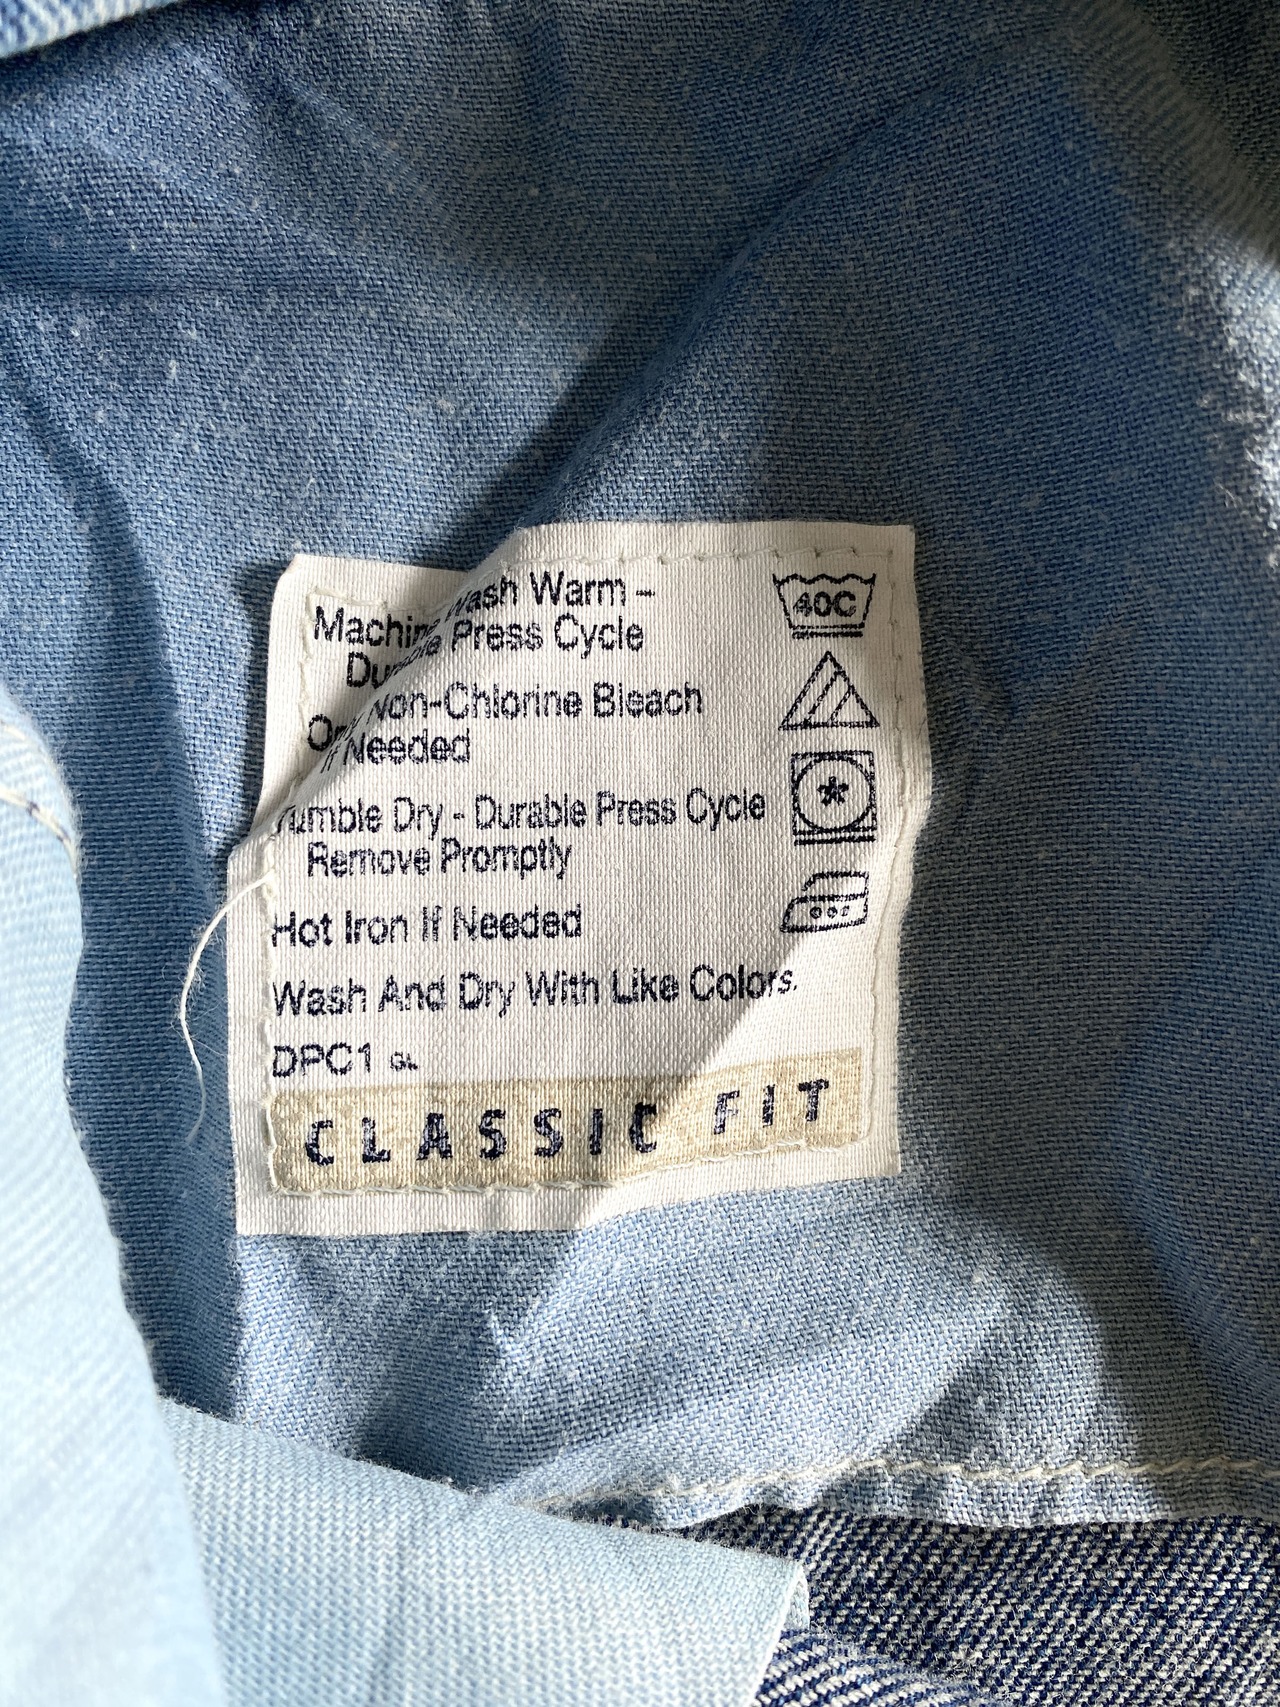 Machine Wash Warm –
Durable Press Cycle
40C
Only Non-Chlorine Bleach
If Needed
Tumble Dry - Durable Press Cycle
Remove Promptly
Hot Iron If Needed
Wash And Dry With Like Colors.
DPC1 GL
CLASSIC FIT